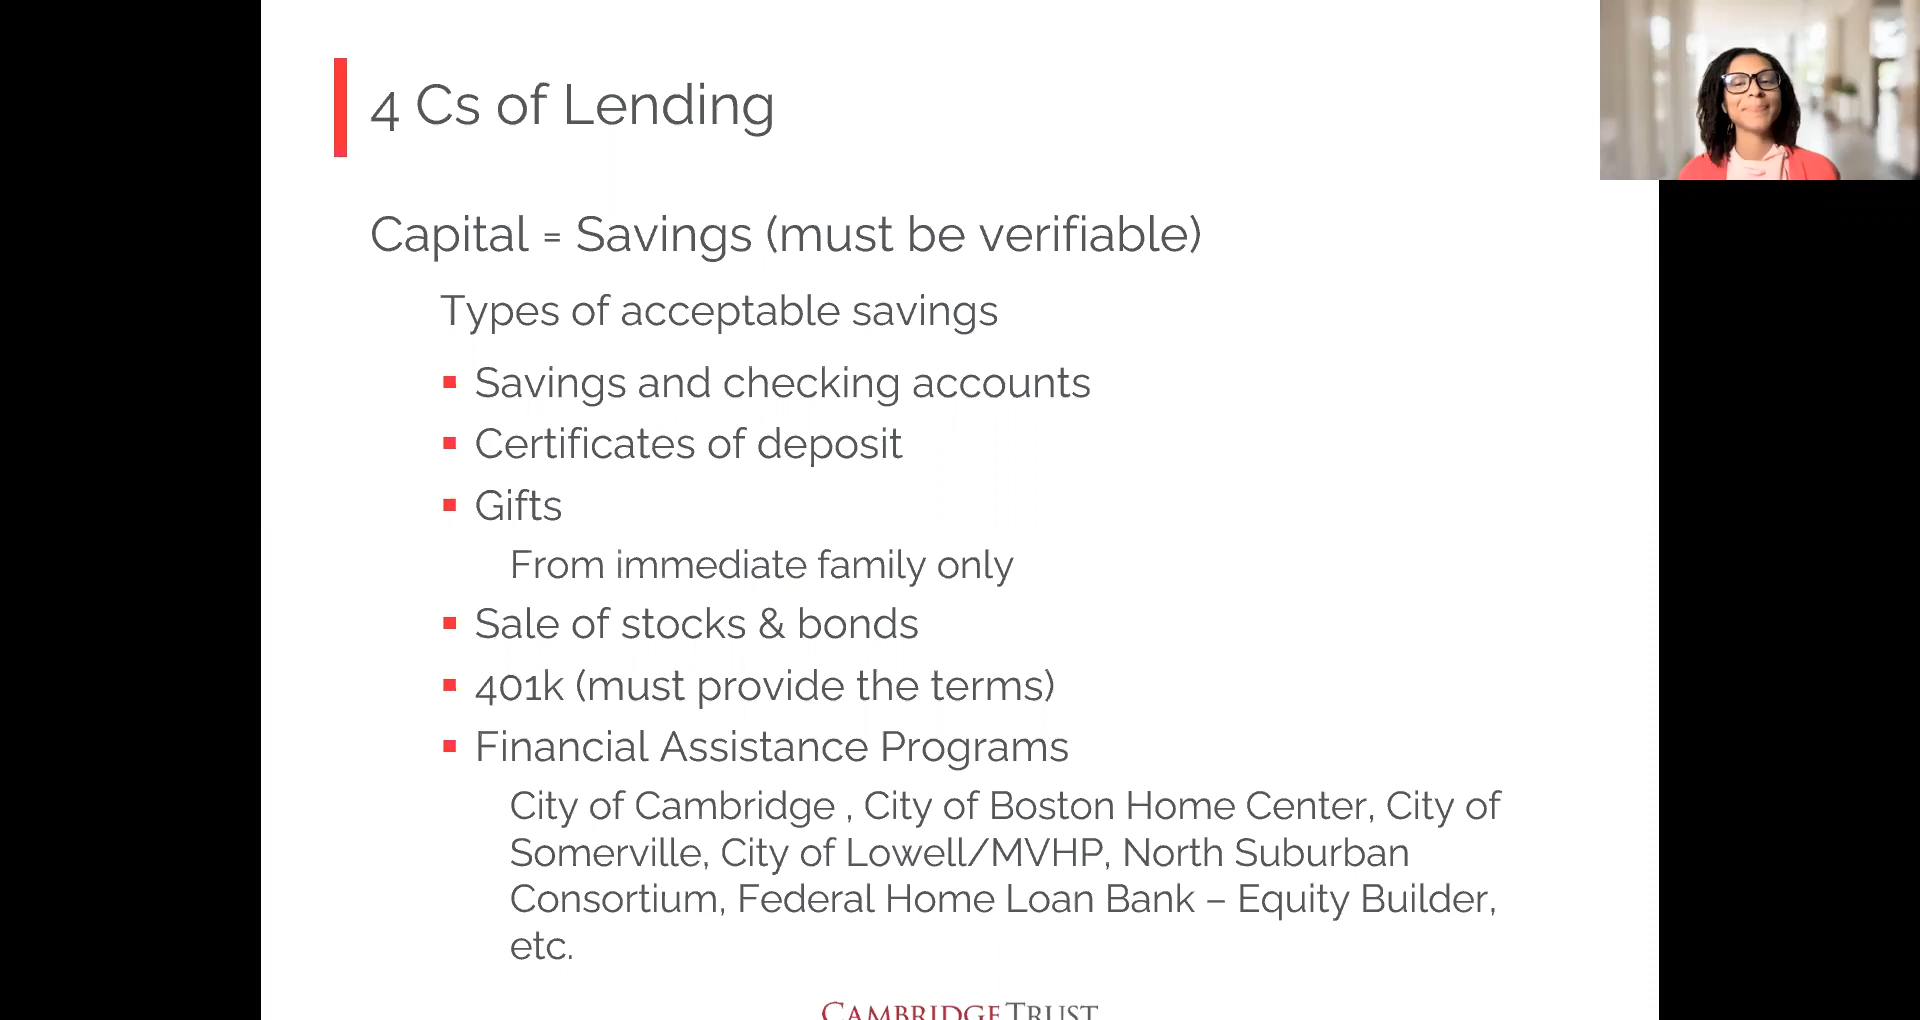 4 Cs of Lending
Capital = Savings (must be verifiable)
Types of acceptable savings
▪ Savings and checking accounts
▪ Certificates of deposit
▪ Gifts
From immediate family only
▪ Sale of stocks & bonds
▪ 401k (must provide the terms)
▪ Financial Assistance Programs
City of Cambridge , City of Boston Home Center, City of
Somerville, City of Lowell/MVHP, North Suburban
Consortium, Federal Home Loan Bank – Equity Builder,
etc.
CAMBRIDGE TRUST